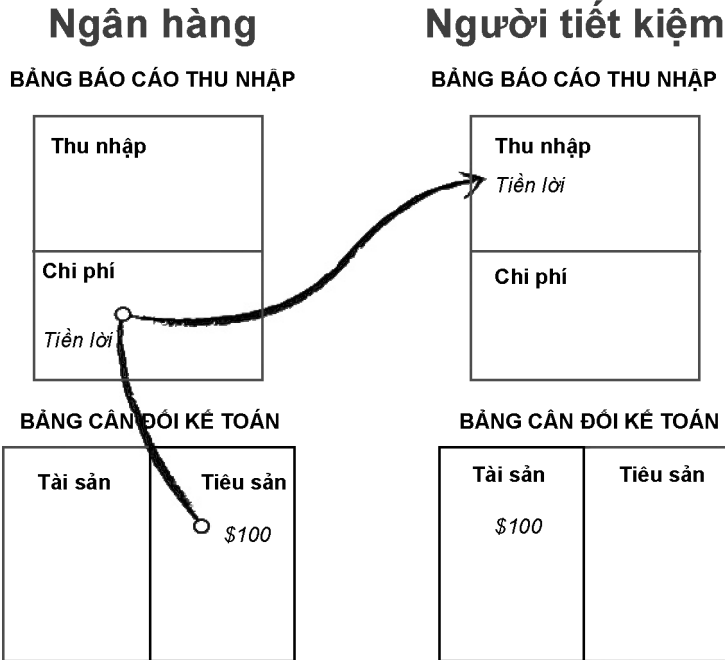 Ngân hàng
BẢNG BÁO CÁO THU NHẬP
Thu nhập
Chi phí
Tiền lời
BẢNG CÂN ĐỐI KẾ TOÁN
Tài sản
Tiêu sản
$100
Người tiết kiệm
BẢNG BÁO CÁO THU NHẬP
Thu nhập
Tiền lời
Chi phí
BẢNG CÂN ĐỐI KẾ TOÁN
Tài sản
Tiêu sản
$100